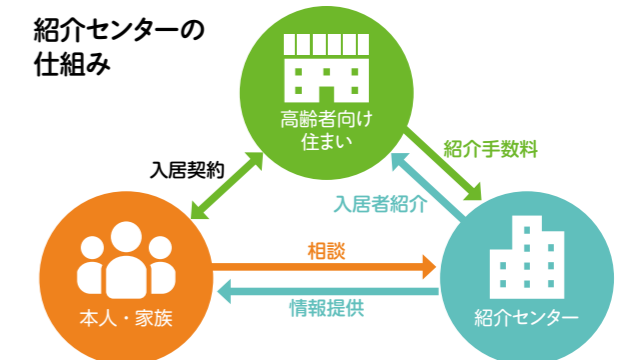 紹介センターの
仕組み
高齢者向け
住まい
紹介手数料
入居契約
入居者紹介
相談
情報提供
本人・家族
紹介センター